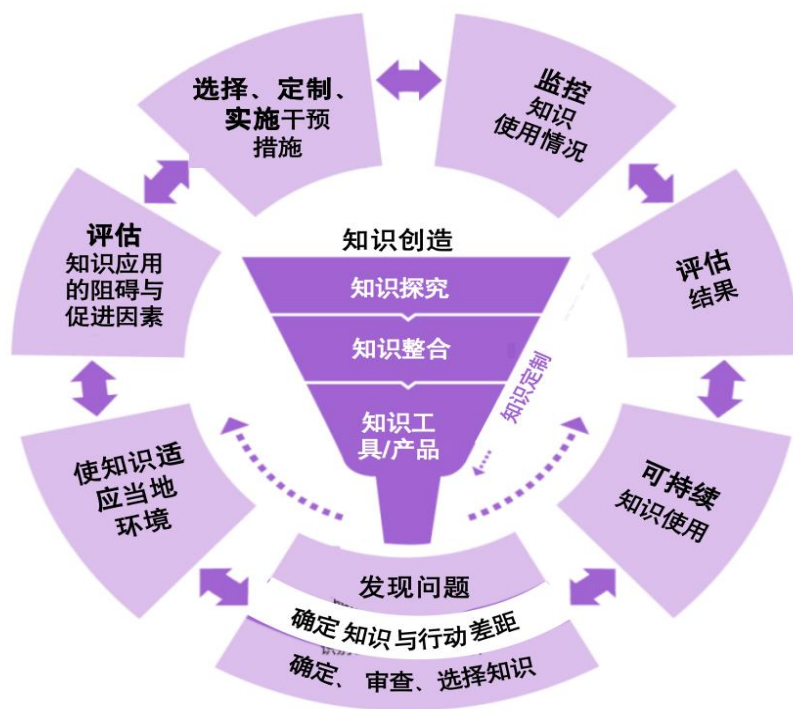 选择、定制、
实施干预
措施
监控
知识
使用情况
评估
知识应用
的阻碍与
促进因素
知识创造
知识探究
知识整合
知识工
具/产品
知识定制
评估
结果
使知识适
应当地
环境
可持续
知识使用
发现问题
确定知识与行动差距
确定、审查、选择知识